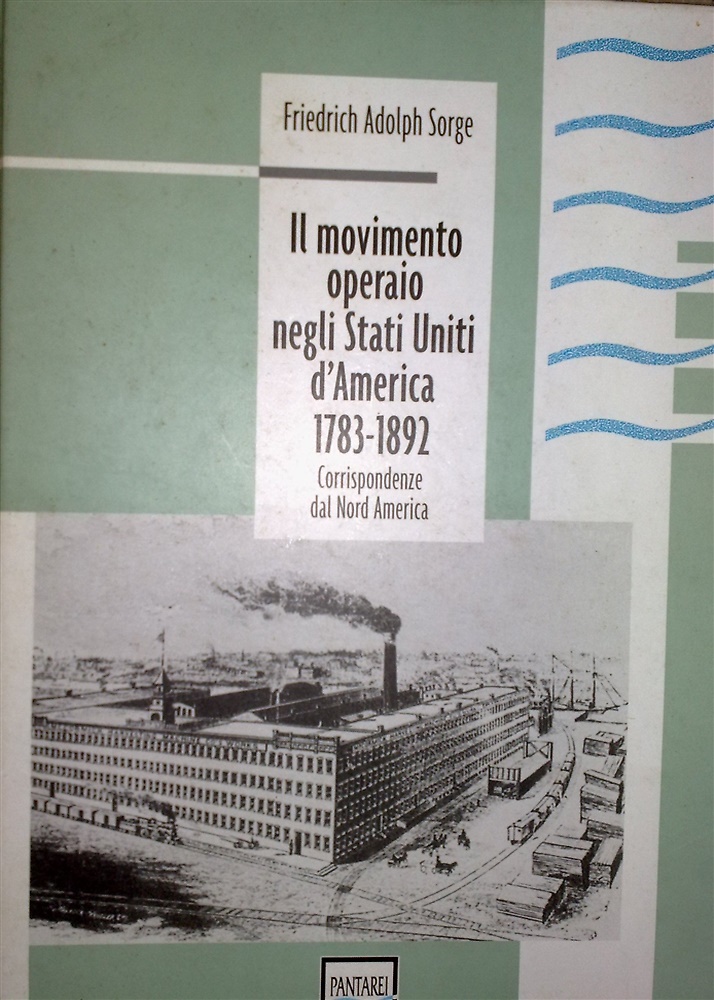 Friedrich Adolph Sorge
Il movimento
operaio
negli Stati Uniti
d'America
1783-1892
Corrispondenze
dal Nord America
PANTAREI